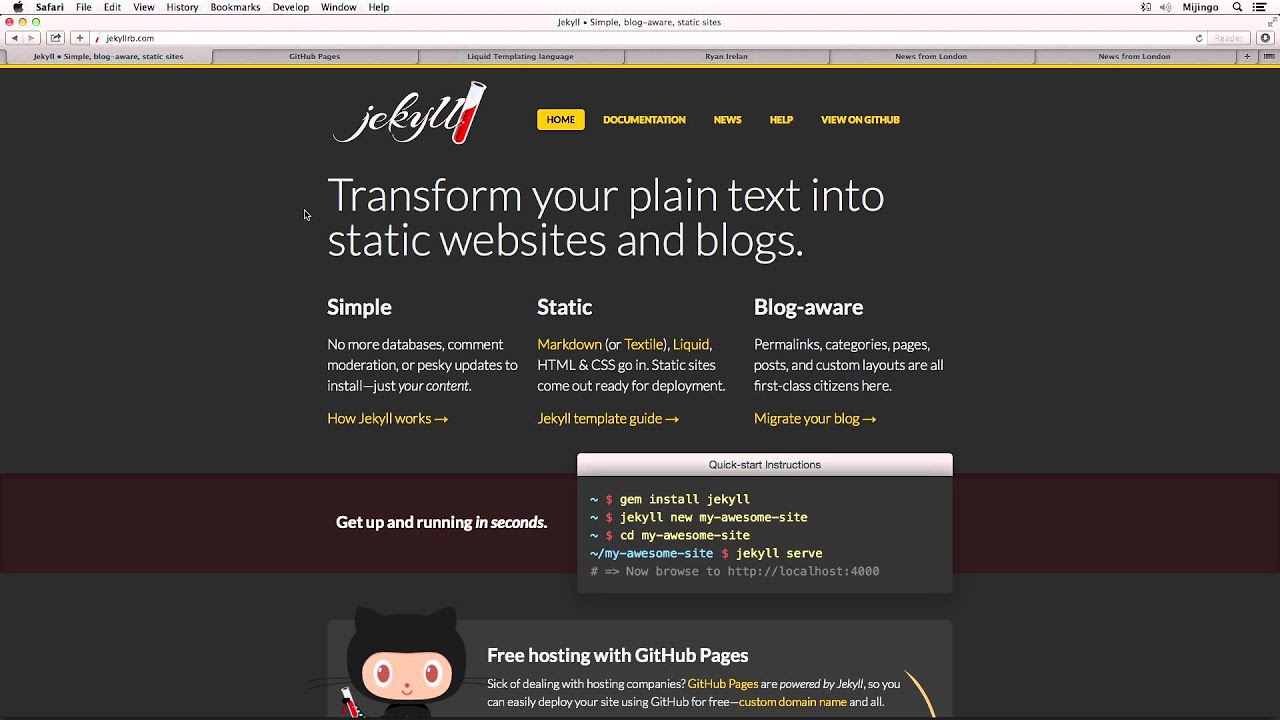 Safari File Edit View History Bookmarks Develop Window Help Mijingo
Jekyll • Simple, blog-aware, static sites
jekyllrb.com Reader
Jekyll • Simple, blog-aware, static sites GitHub Pages Liquid Templating language Ryan Irelan News from London News from London
jekyll HOME DOCUMENTATION NEWS HELP VIEW ON GITHUB
Transform your plain text into
static websites and blogs.
Simple
No more databases, comment
moderation, or pesky updates to
install—just your content.
How Jekyll works →
Static
Markdown (or Textile), Liquid,
HTML & CSS go in. Static sites
come out ready for deployment.
Jekyll template guide →
Blog-aware
Permalinks, categories, pages,
posts, and custom layouts are all
first-class citizens here.
Migrate your blog →
Get up and running in seconds.
Quick-start Instructions
~ $ gem install jekyll
~ $ jekyll new my-awesome-site
~ $ cd my-awesome-site
~/my-awesome-site $ jekyll serve
# => Now browse to http://localhost:4000
Free hosting with GitHub Pages
Sick of dealing with hosting companies? GitHub Pages are powered by Jekyll, so you
can easily deploy your site using GitHub for free—custom domain name and all.